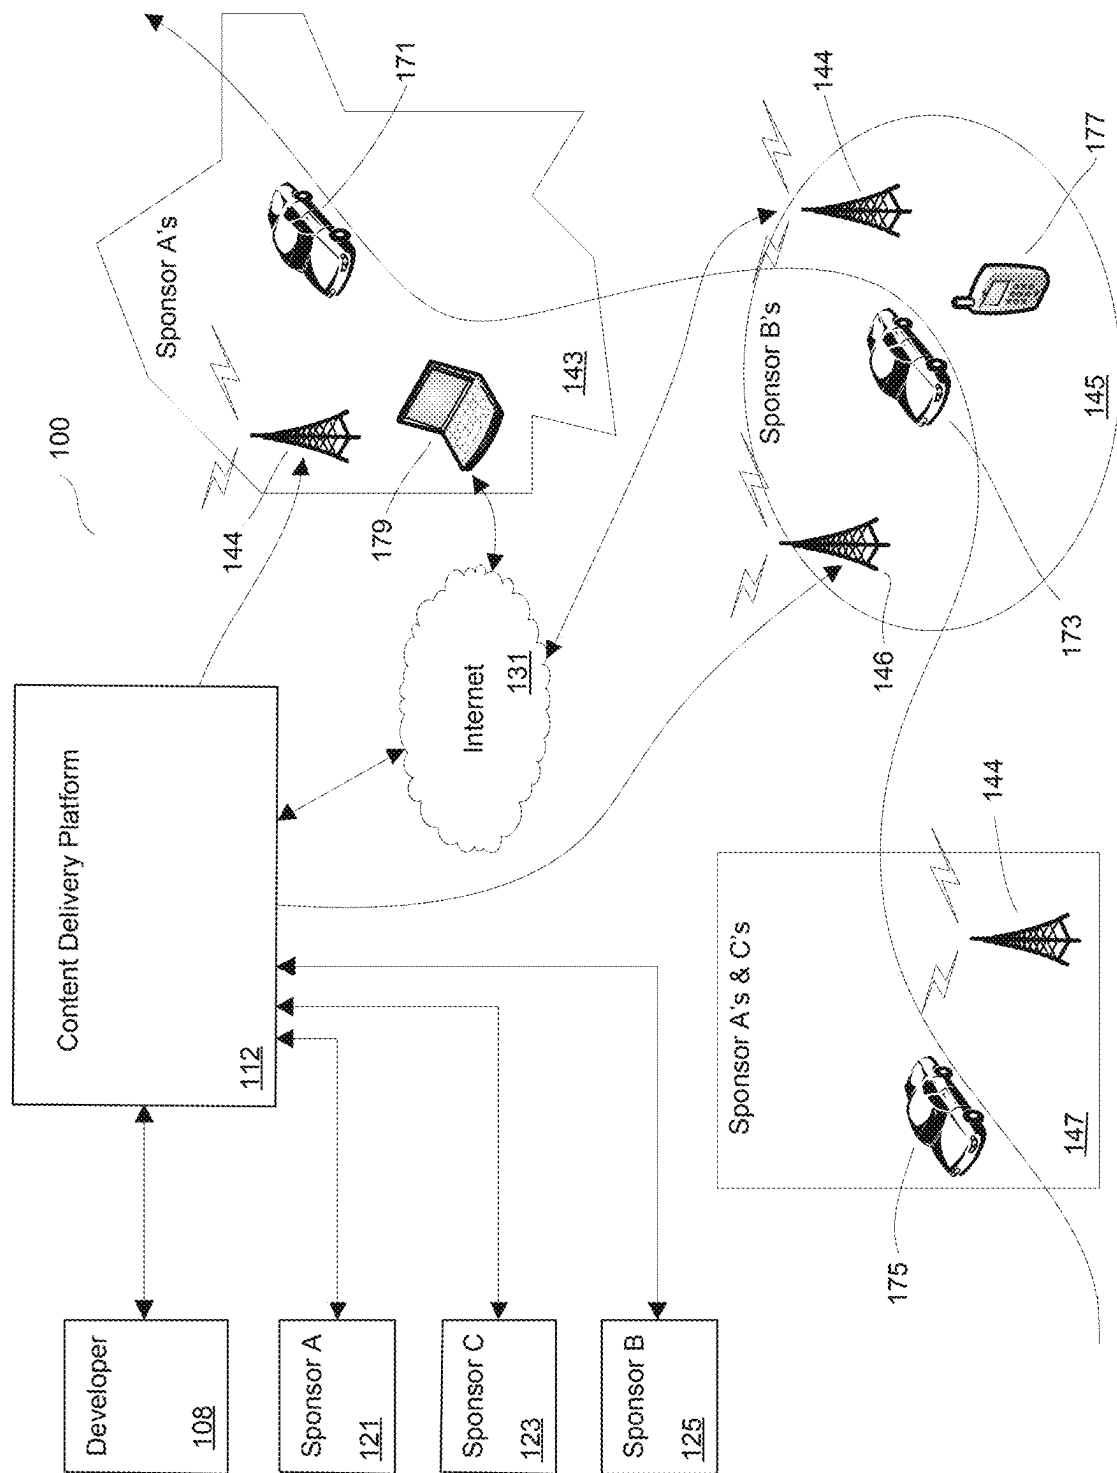 Developer
108
Content Delivery Platform
112
100
Sponsor A
121
Sponsor C
123
Sponsor B
125
Internet
131
144
179
Sponsor A's
171
143
Sponsor A's & C's
175
147
144
Sponsor B's
146
173
144
177
145